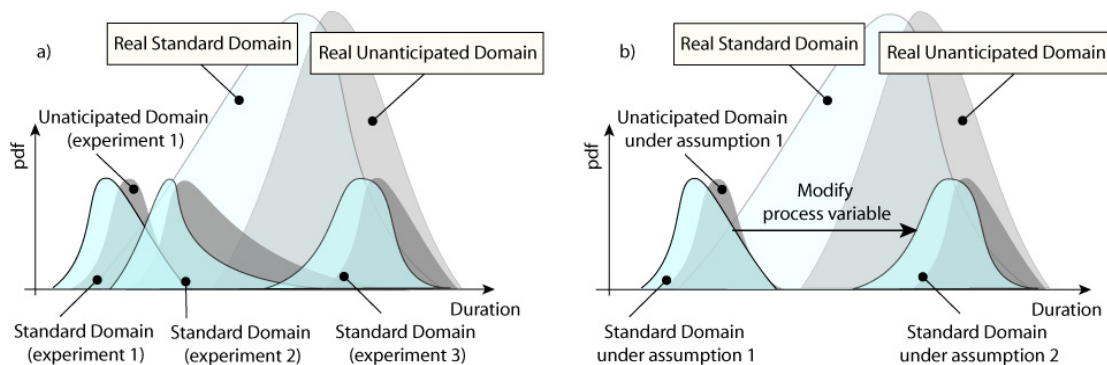 a)
Real Standard Domain
Real Unanticipated Domain
Unaticipated Domain
(experiment 1)
pdf
Duration
Standard Domain
(experiment 1)
Standard Domain
(experiment 2)
Standard Domain
(experiment 3)
b)
Real Standard Domain
Real Unanticipated Domain
Unaticipated Domain
under assumption 1
pdf
Modify
process variable
Duration
Standard Domain
under assumption 1
Standard Domain
under assumption 2